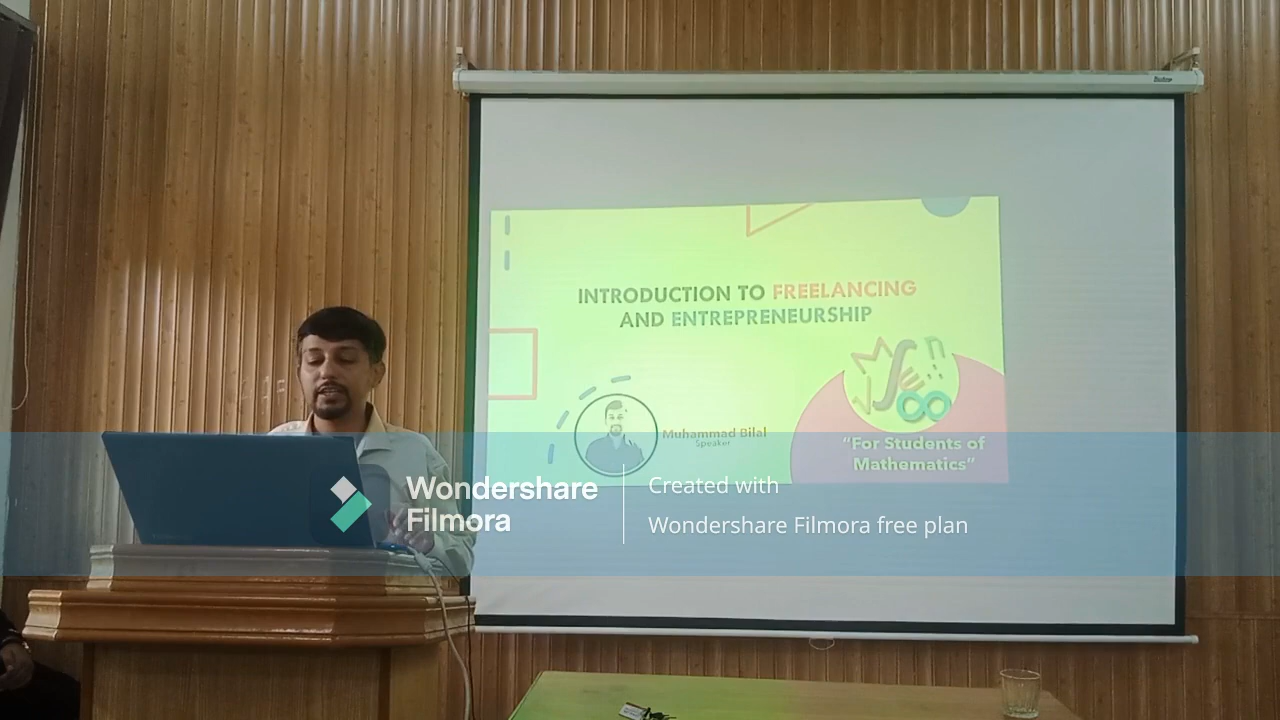 INTRODUCTION TO FREELANCING
AND ENTREPRENEURSHIP
Muhammad Bilal
Speaker
"For Students of
Mathematics"
Wondershare
Filmora
Created with
Wondershare Filmora free plan